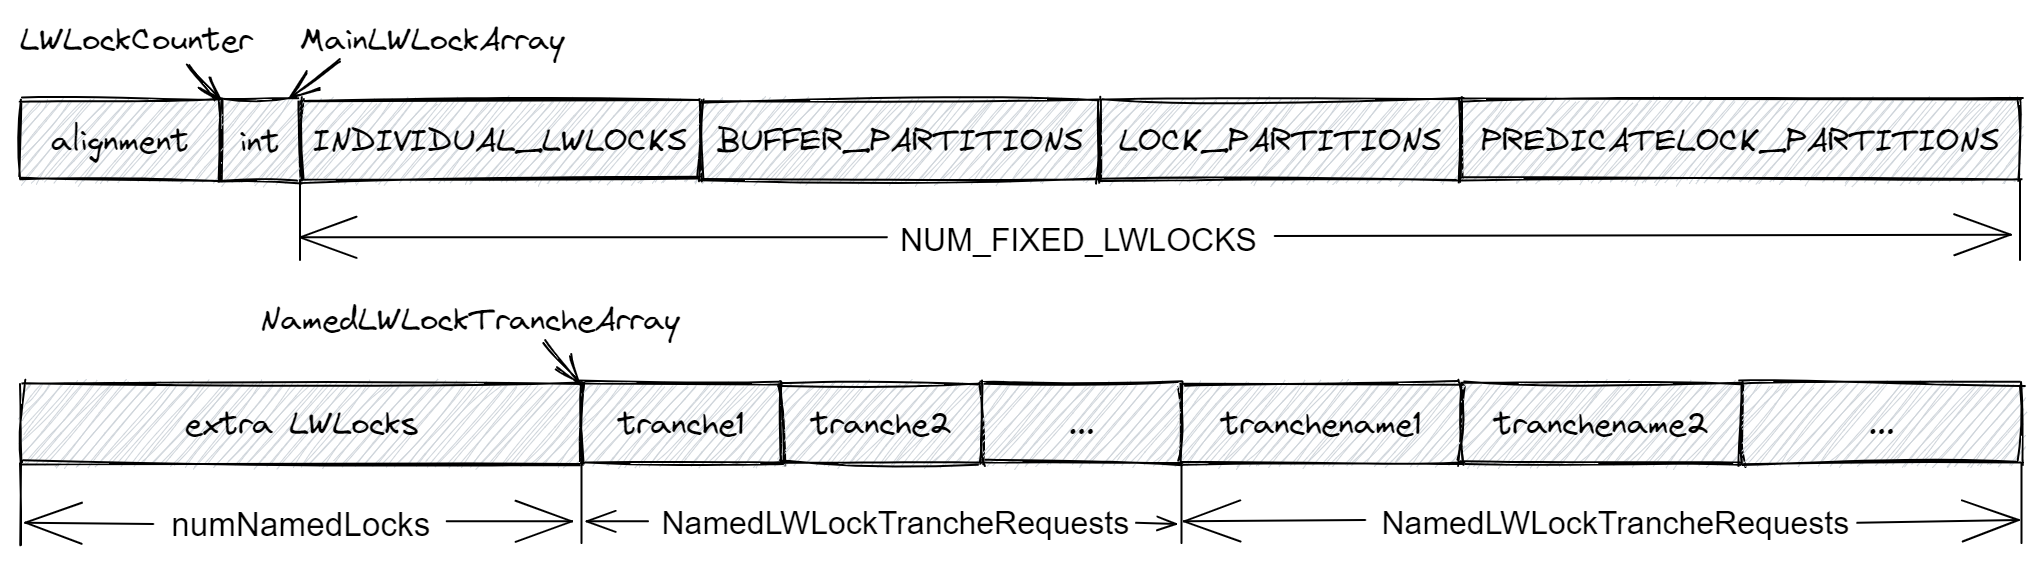 LWLockCounter MainLWLockArray
alignment int INDIVIDUAL_LWLOCKS BUFFER_PARTITIONS LOCK_PARTITIONS PREDICATELOCK_PARTITIONS
NUM_FIXED_LWLOCKS
NamedLWLockTrancheArray
extra LWLocks tranche1 tranche2 ... tranchename1 tranchename2 ...
numNamedLocks NamedLWLockTrancheRequests NamedLWLockTrancheRequests